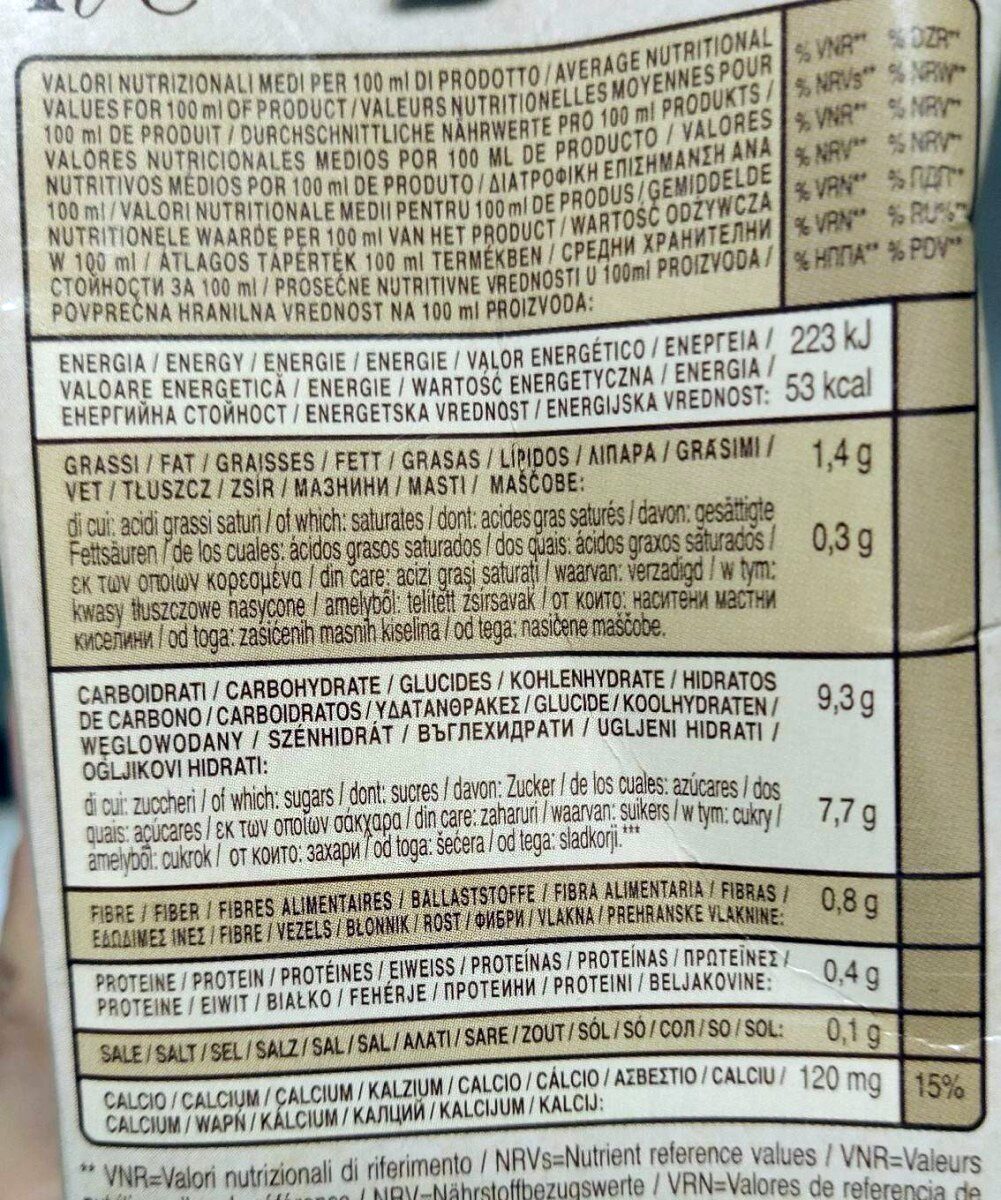 VALORI NUTRIZIONALI MEDI PER 100 ml DI PRODOTTO / AVERAGE NUTRITIONAL
VALUES FOR 100 ml OF PRODUCT / VALEURS NUTRITIONELLES MOYENNES POUR
100 ml DE PRODUIT / DURCHSCHNITTLICHE NÄHRWERTE PRO 100 ml PRODUKTS /
VALORES NUTRICIONALES MEDIOS POR 100 ML DE PRODUCTO / VALORES
NUTRITIVOS MÉDIOS POR 100 ml DE PRODUTO / ΔΙΑΤΡΟΦΙΚΗ ΕΠΙΣΗΜΑΝΣΗ ΑΝΑ
100 ml / VALORI NUTRITIONALE MEDII PENTRU 100 ml DE PRODUS / GEMIDDELDE
NUTRITIONELE WAARDE PER 100 ml VAN HET PRODUCT / WARTOŚĆ ODŻYWCZA
W 100 ml / ÁTLAGOS TÁPÉRTÉK 100 ml TERMÉKBEN / СРЕДНИ ХРАНИТЕЛНИ
СТОЙНОСТИ ЗА 100 ml / PROSEČNE NUTRITIVNE VREDNOSTI U 100ml PROIZVODA /
POVPREČNA HRANILNA VREDNOST NA 100 ml PROIZVODA:
% VNR** % DZR**
% NRVs** % NRW**
% VNR** % NRV**
% NRV** % NRV**
% VRN** % ΠΔΠ**
% VRN** % RU%**
% НППА** % PDV**
ENERGIA / ENERGY / ENERGIE / ENERGIE / VALOR ENERGÉTICO / ΕΝΕΡΓΕΙΑ / 223 kJ
VALOARE ENERGETICĂ / ENERGIE / WARTOŚĆ ENERGETYCZNA / ENERGIA /
ЕНЕРГИЙНА СТОЙНОСТ / ENERGETSKA VREDNOST / ENERGIJSKA VREDNOST: 53 kcal
GRASSI / FAT / GRAISSES / FETT / GRASAS / LÍPIDOS / ΛΙΠΑΡΑ / GRĂSIMI / 1,4 g
VET / TŁUSZCZ / ZSÍR / МАЗНИНИ / MASTI / MAŠČOBE:
di cui: acidi grassi saturi / of which: saturates / dont: acides gras saturés / davon: gesättigte
Fettsäuren / de los cuales: ácidos grasos saturados / dos quais: ácidos graxos saturados / 0,3 g
εκ των οποίων κορεσμένα / din care: acizi grași saturați / waarvan: verzadigd / w tym:
kwasy tłuszczowe nasycone / amelyből: telített zsírsavak / от които: наситени мастни
киселини / od toga: zasićenih masnih kiselina / od tega: nasičene maščobe.
CARBOIDRATI / CARBOHYDRATE / GLUCIDES / KOHLENHYDRATE / HIDRATOS 9,3 g
DE CARBONO / CARBOIDRATOS / ΥΔΑΤΑΝΘΡΑΚΕΣ / GLUCIDE / KOOLHYDRATEN /
WĘGLOWODANY / SZÉNHIDRÁT / ВЪГЛЕХИДРАТИ / UGLJENI HIDRATI /
OGLJIKOVI HIDRATI:
di cui: zuccheri / of which: sugars / dont: sucres / davon: Zucker / de los cuales: azúcares / dos
quais: açúcares / εκ των οποίων σακχαρα / din care: zaharuri / waarvan: suikers / w tym: cukry / 7,7 g
amelyből: cukrok / от които: захари / od toga: šećera / od tega: sladkorji.***
FIBRE / FIBER / FIBRES ALIMENTAIRES / BALLASTSTOFFE / FIBRA ALIMENTARIA / FIBRAS / 0,8 g
ΕΔΩΔΙΜΕΣ ΙΝΕΣ / FIBRE / VEZELS / BŁONNIK / ROST / ФИБРИ / VLAKNA / PREHRANSKE VLAKNINE:
PROTEINE / PROTEIN / PROTÉINES / EIWEISS / PROTEÍNAS / PROTEÍNAS / ΠΡΩΤΕΪΝΕΣ / 0,4 g
PROTEINE / EIWIT / BIAŁKO / FEHÉRJE / ПРОТЕИНИ / PROTEINI / BELJAKOVINE:
SALE / SALT / SEL / SALZ / SAL / SAL / ΑΛΑΤΙ / SARE / ZOUT / SÓL / SÓ / СОЛ / SO / SOL: 0,1 g
CALCIO / CALCIUM / CALCIUM / KALZIUM / CALCIO / CÁLCIO / ΑΣΒΕΣΤΙΟ / CALCIU / 120 mg 15%
CALCIUM / WAPŃ / KÁLCIUM / КАЛЦИЙ / KALCIJUM / KALCIJ:
** VNR=Valori nutrizionali di riferimento / NRVs=Nutrient reference values / VNR=Valeurs
/ NRV=Nährstoffbezugswerte / VRN=Valores de referencia de